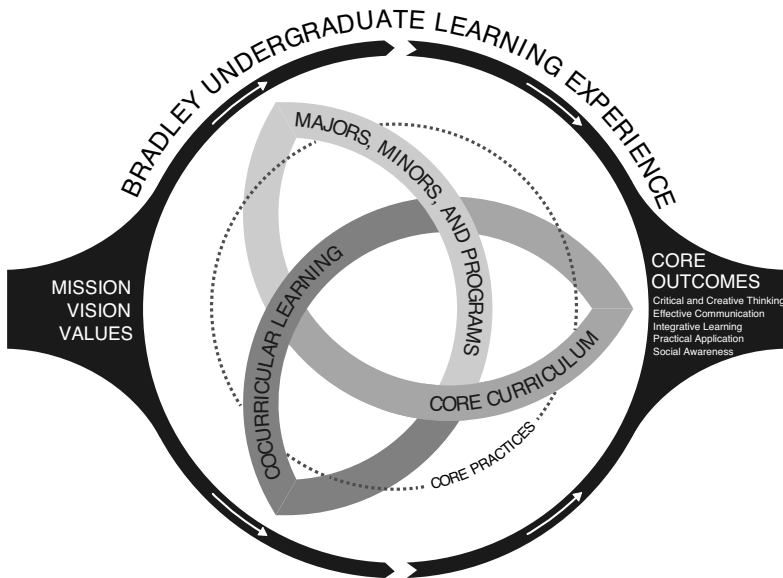 BRADLEY UNDERGRADUATE LEARNING EXPERIENCE
MAJORS, MINORS, AND PROGRAMS
COCURRICULAR LEARNING
CORE CURRICULUM
CORE PRACTICES
MISSION
VISION
VALUES
CORE
OUTCOMES
Critical and Creative Thinking
Effective Communication
Integrative Learning
Practical Application
Social Awareness